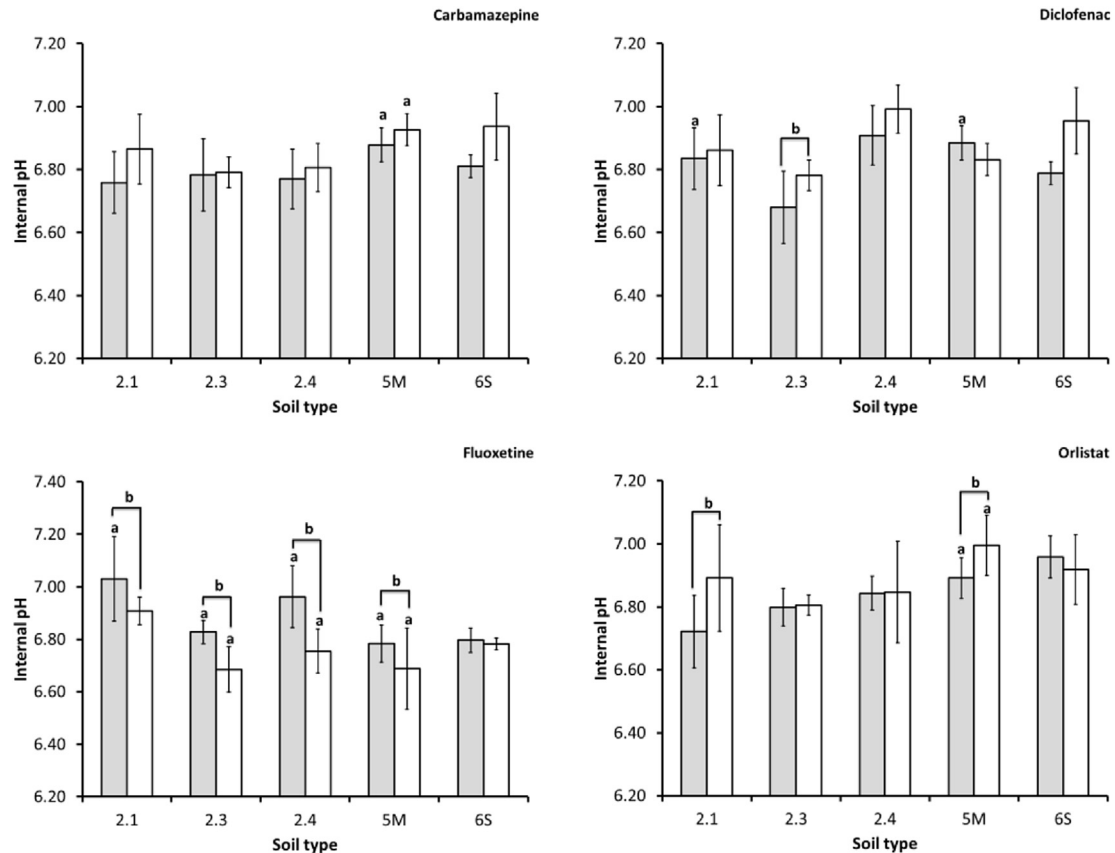 Carbamazepine
7.20
7.00
6.80
6.60
6.40
6.20
Internal pH
a a
2.1 2.3 2.4 5M 6S
Soil type
Diclofenac
7.20
7.00
6.80
6.60
6.40
6.20
Internal pH
a b a
2.1 2.3 2.4 5M 6S
Soil type
Fluoxetine
7.40
7.20
7.00
6.80
6.60
6.40
6.20
Internal pH
b b b b
a a a a a a a
2.1 2.3 2.4 5M 6S
Soil type
Orlistat
7.20
7.00
6.80
6.60
6.40
6.20
Internal pH
b b
a a
2.1 2.3 2.4 5M 6S
Soil type